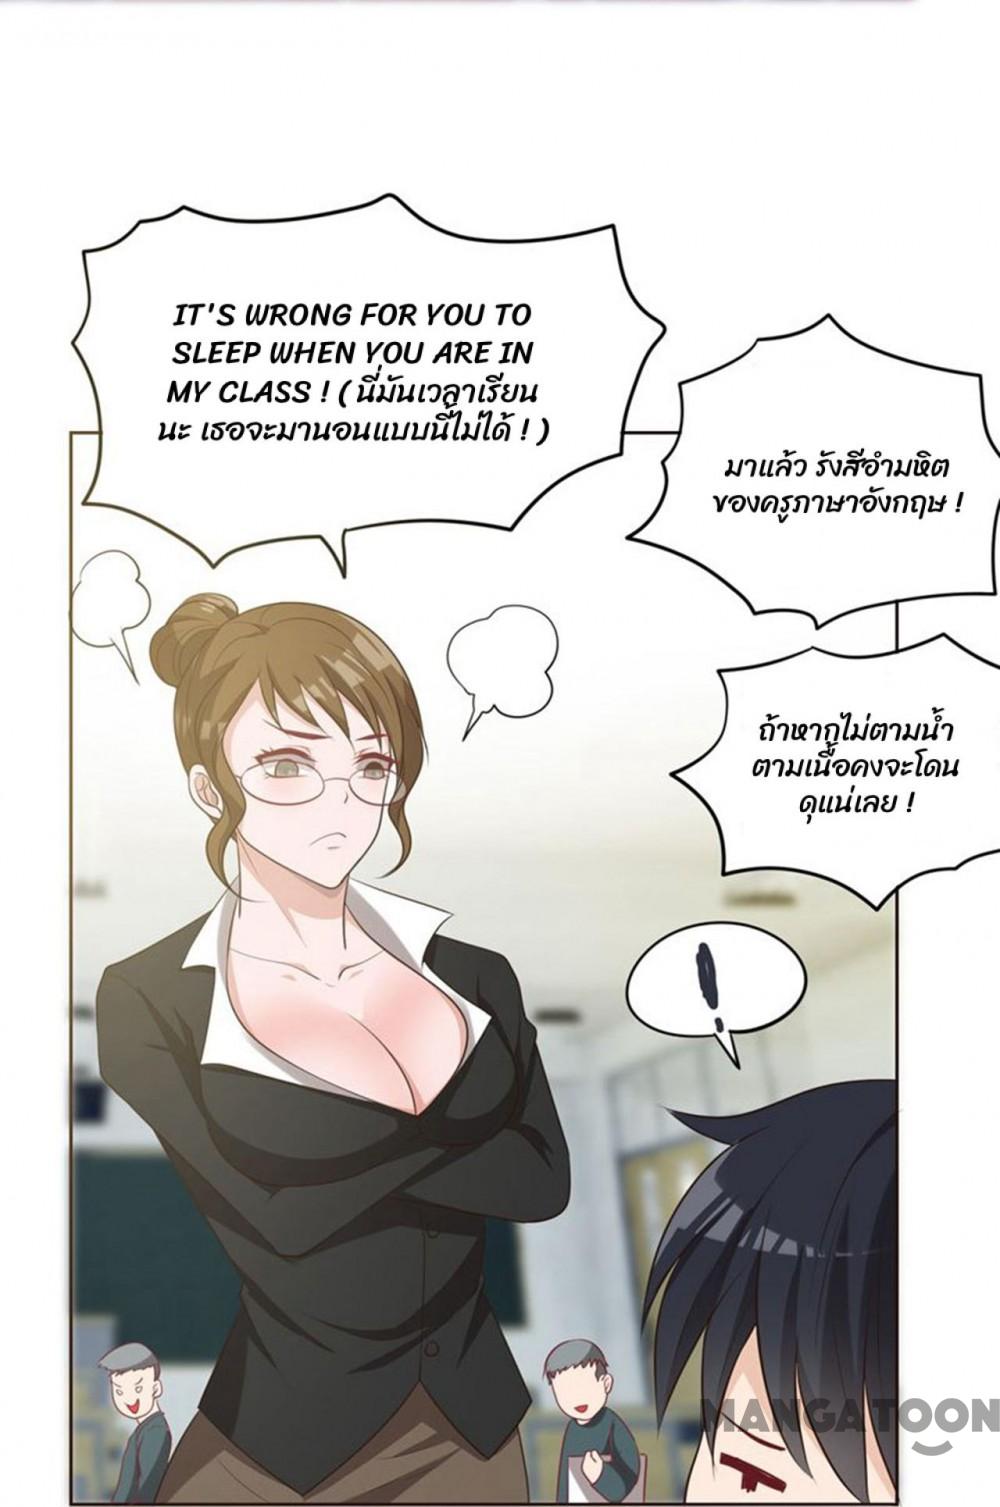 IT'S WRONG FOR YOU TO
SLEEP WHEN YOU ARE IN
MY CLASS ! ( นี่มันเวลาเรียน
นะ เธอจะมานอนแบบนี้ไม่ได้ ! )
มาแล้ว รังสีอำมหิต
ของครูภาษาอังกฤษ !
ถ้าหากไม่ตามน้ำ
ตามเนื้อคงจะโดน
ดุแน่เลย !
!
MANGATOON